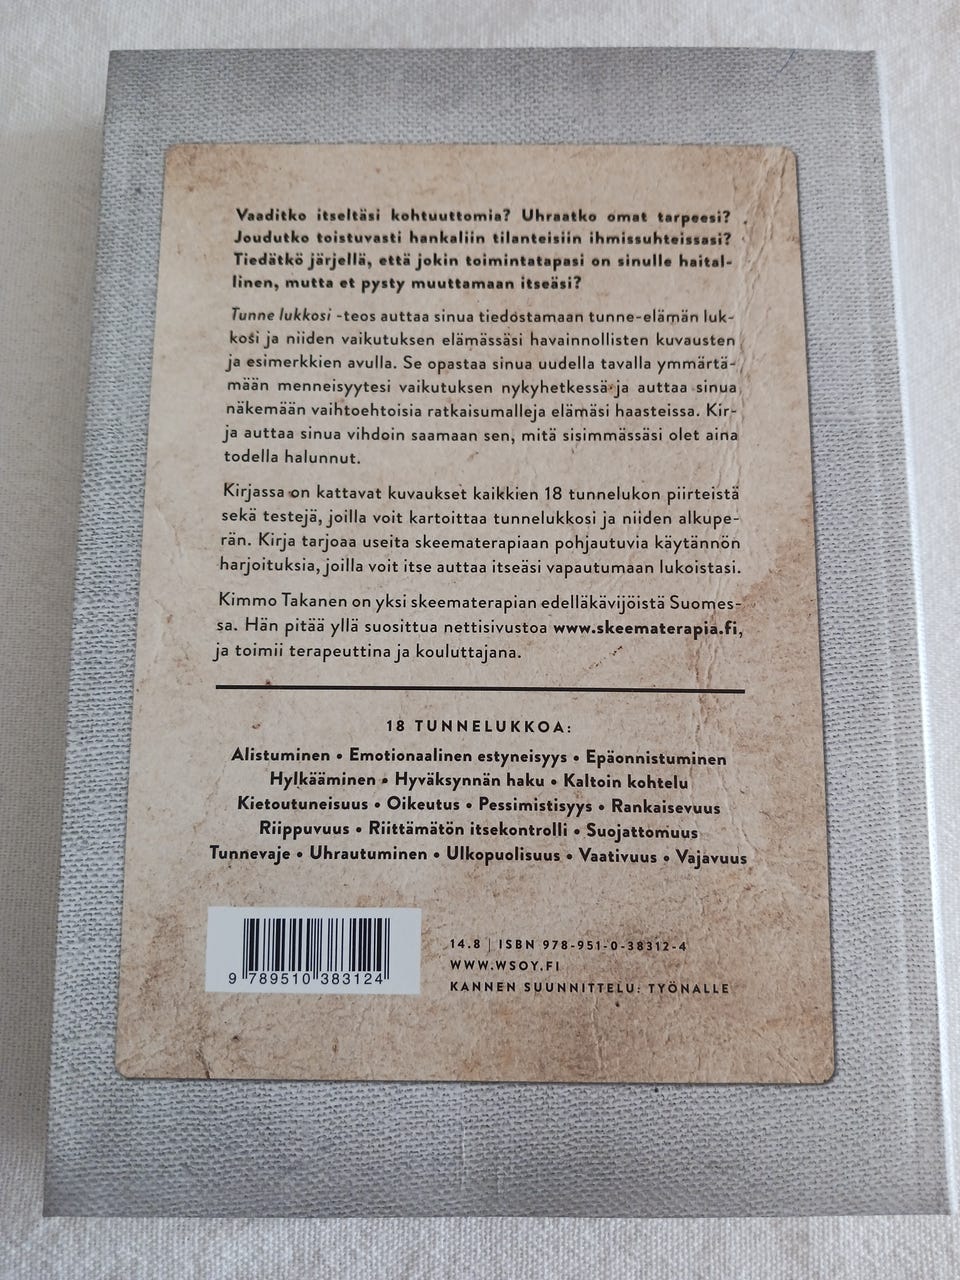 Vaaditko itseltäsi kohtuuttomia? Uhraatko omat tarpeesi?
Joudutko toistuvasti hankaliin tilanteisiin ihmissuhteissasi?
Tiedätkö järjellä, että jokin toimintatapasi on sinulle haital-
linen, mutta et pysty muuttamaan itseäsi?
Tunne lukkosi -teos auttaa sinua tiedostamaan tunne-elämän luk-
kosi ja niiden vaikutuksen elämässäsi havainnollisten kuvausten
ja esimerkkien avulla. Se opastaa sinua uudella tavalla ymmärtä-
mään menneisyytesi vaikutuksen nykyhetkessä ja auttaa sinua
näkemään vaihtoehtoisia ratkaisumalleja elämäsi haasteissa. Kir-
ja auttaa sinua vihdoin saamaan sen, mitä sisimmässäsi olet aina
todella halunnut.
Kirjassa on kattavat kuvaukset kaikkien 18 tunnelukon piirteistä
sekä testejä, joilla voit kartoittaa tunnelukkosi ja niiden alkupe-
rän. Kirja tarjoaa useita skeematerapiaan pohjautuvia käytännön
harjoituksia, joilla voit itse auttaa itseäsi vapautumaan lukoistasi.
Kimmo Takanen on yksi skeematerapian edelläkävijöistä Suomes-
sa. Hän pitää yllä suosittua nettisivustoa www.skeematerapia.fi,
ja toimii terapeuttina ja kouluttajana.
18 TUNNELUKKOA:
Alistuminen • Emotionaalinen estyneisyys • Epäonnistuminen
Hylkääminen • Hyväksynnän haku • Kaltoin kohtelu
Kietoutuneisuus • Oikeutus • Pessimistisyys • Rankaisevuus
Riippuvuus • Riittämätön itsekontrolli • Suojattomuus
Tunnevaje • Uhrautuminen • Ulkopuolisuus • Vaativuus • Vajavuus
9 789510 383124
14.8 | ISBN 978-951-0-38312-4
WWW.WSOY.FI
KANNEN SUUNNITTELU: TYÖNALLE